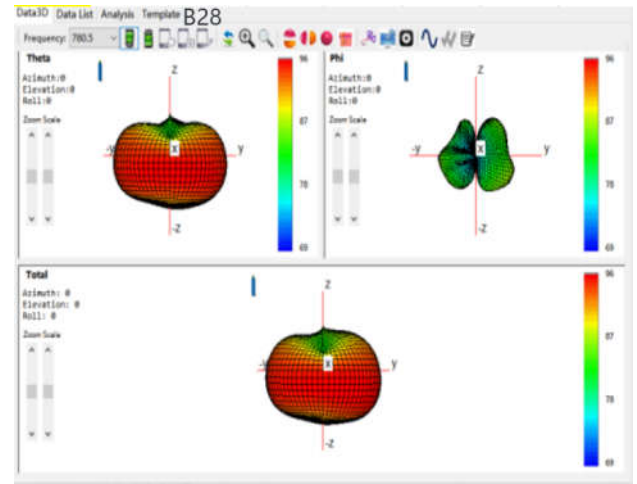 Data3D Data List Analysis Template B28
Frequency: 780.5
Theta
Azimuth:0
Elevation:0
Roll:0
Zoom Scale
z
-y
x
y
-z
96
87
78
69
Phi
Azimuth:0
Elevation:0
Roll:0
Zoom Scale
z
-y
x
y
-z
96
87
78
69
Total
Azimuth: 0
Elevation: 0
Roll: 0
Zoom Scale
z
-y
x
y
-z
96
87
78
69